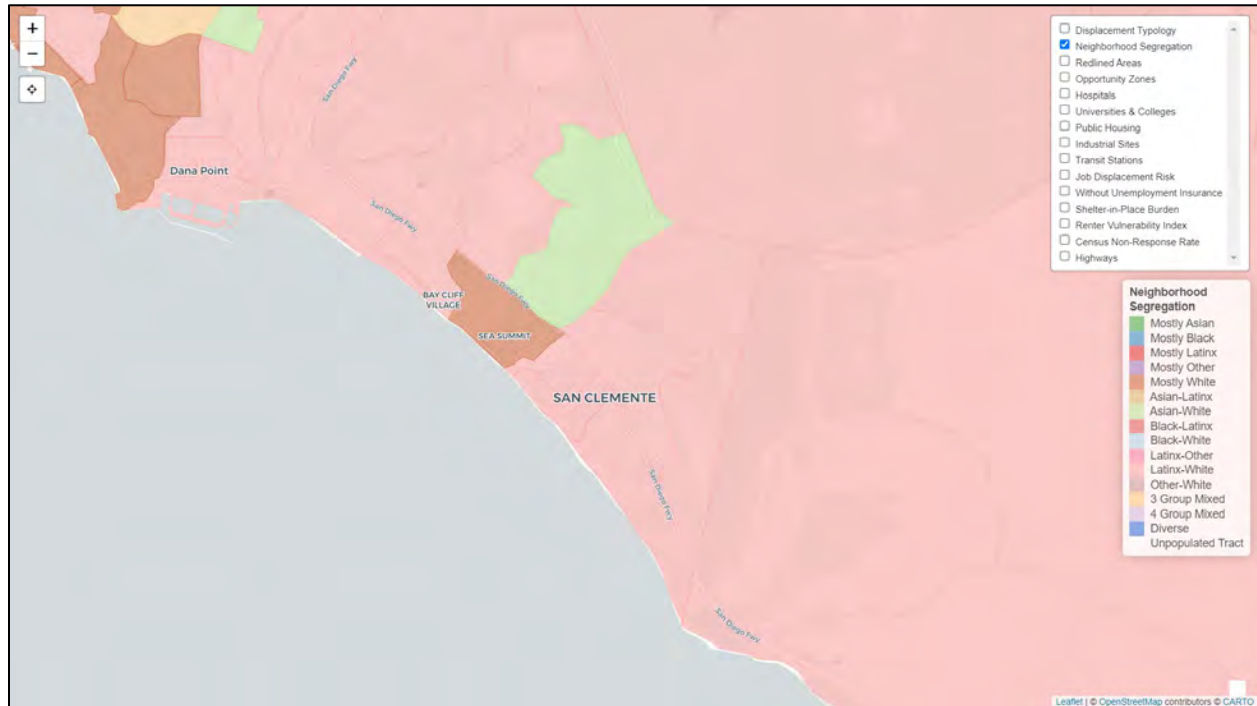 +
−
San Diego Fwy
Dana Point
San Diego Fwy
San Diego Fwy
BAY CLIFF
VILLAGE
SEA SUMMIT
SAN CLEMENTE
San Diego Fwy
San Diego Fwy
Displacement Typology
Neighborhood Segregation
Redlined Areas
Opportunity Zones
Hospitals
Universities & Colleges
Public Housing
Industrial Sites
Transit Stations
Job Displacement Risk
Without Unemployment Insurance
Shelter-in-Place Burden
Renter Vulnerability Index
Census Non-Response Rate
Highways
Neighborhood
Segregation
Mostly Asian
Mostly Black
Mostly Latinx
Mostly Other
Mostly White
Asian-Latinx
Asian-White
Black-Latinx
Black-White
Latinx-Other
Latinx-White
Other-White
3 Group Mixed
4 Group Mixed
Diverse
Unpopulated Tract
Leaflet | © OpenStreetMap contributors © CARTO